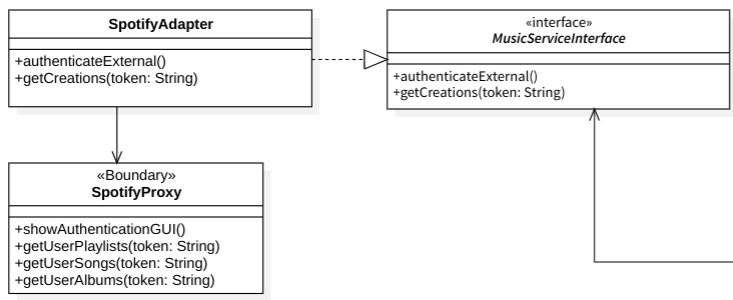 SpotifyAdapter
+authenticateExternal()
+getCreations(token: String)
«interface»
MusicServiceInterface
+authenticateExternal()
+getCreations(token: String)
«Boundary»
SpotifyProxy
+showAuthenticationGUI()
+getUserPlaylists(token: String)
+getUserSongs(token: String)
+getUserAlbums(token: String)